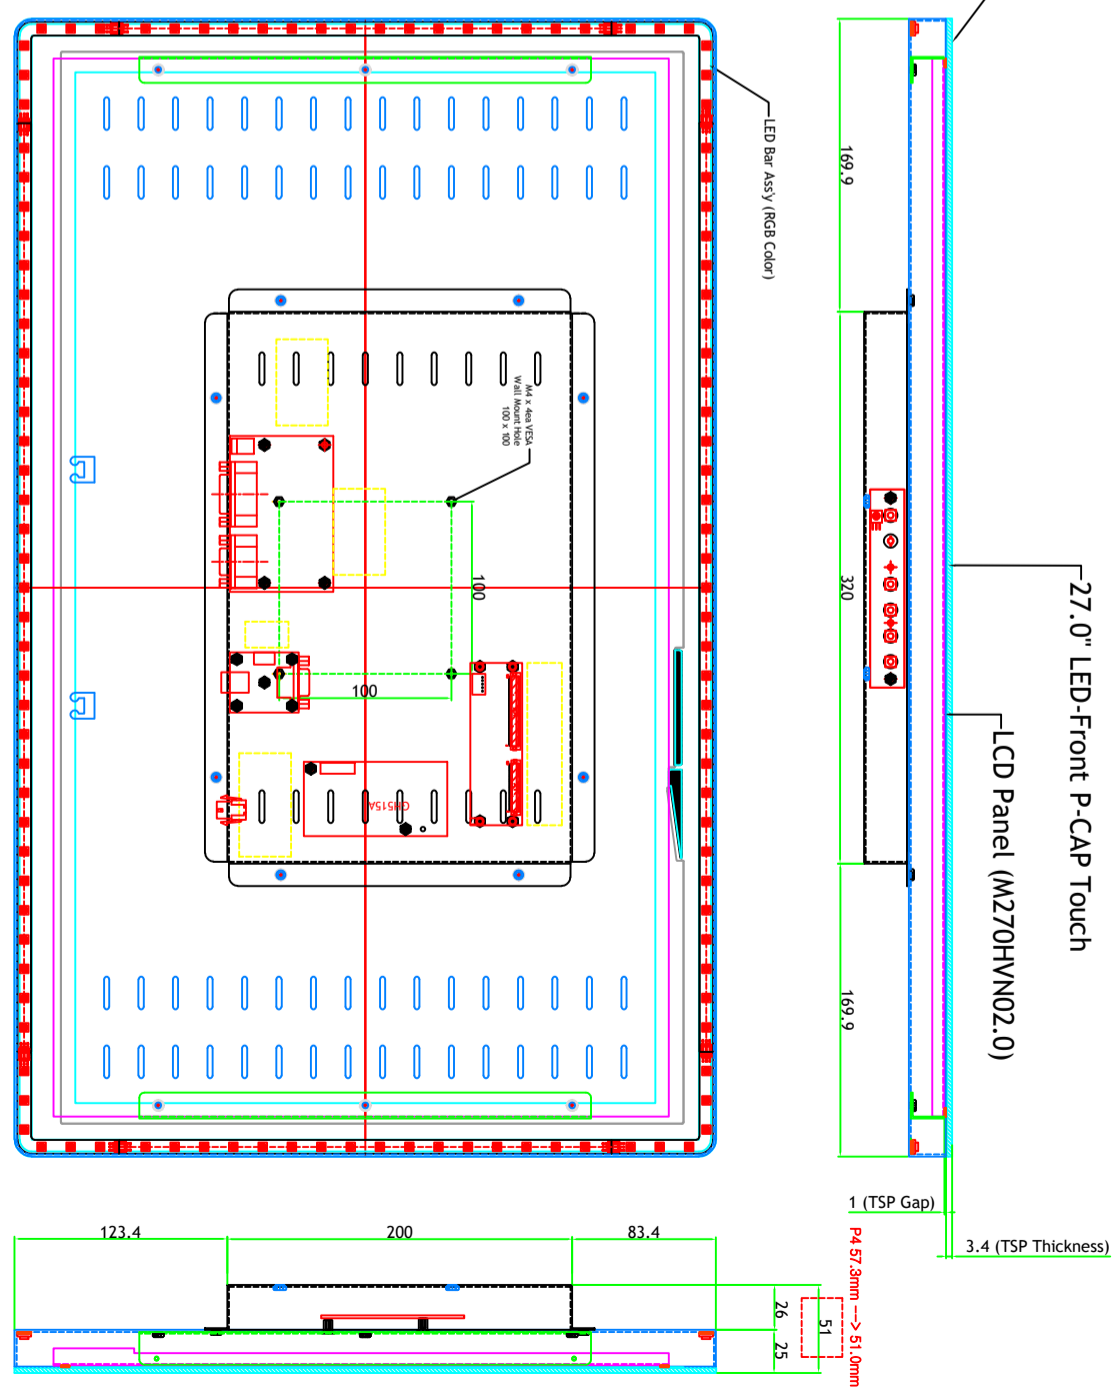 LED Bar Ass'y (RGB Color)
169.9
320
169.9
27.0" LED-Front P-CAP Touch
LCD Panel (M270HVN02.0)
M4 x 4ea VESA
Wall Mount Hole
100 x 100
100
100
GH515A
1 (TSP Gap)
3.4 (TSP Thickness)
123.4
200
83.4
26
25
51
P4 57.3mm ---> 51.0mm